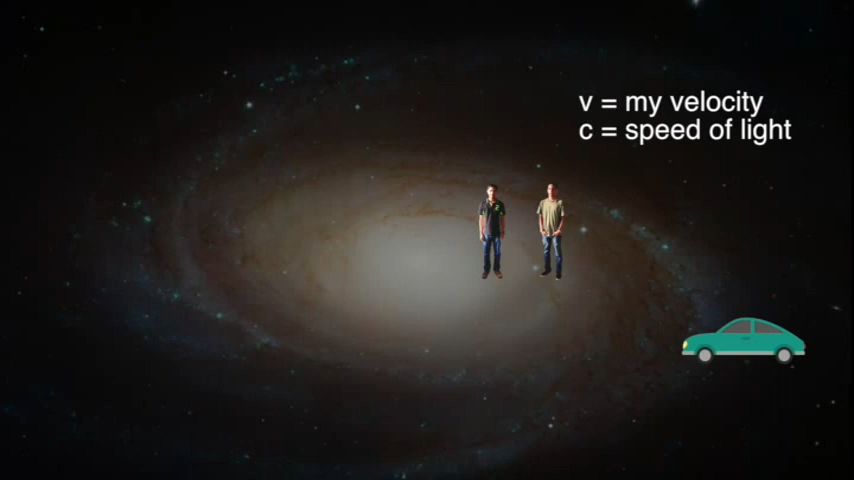 v = my velocity
c = speed of light